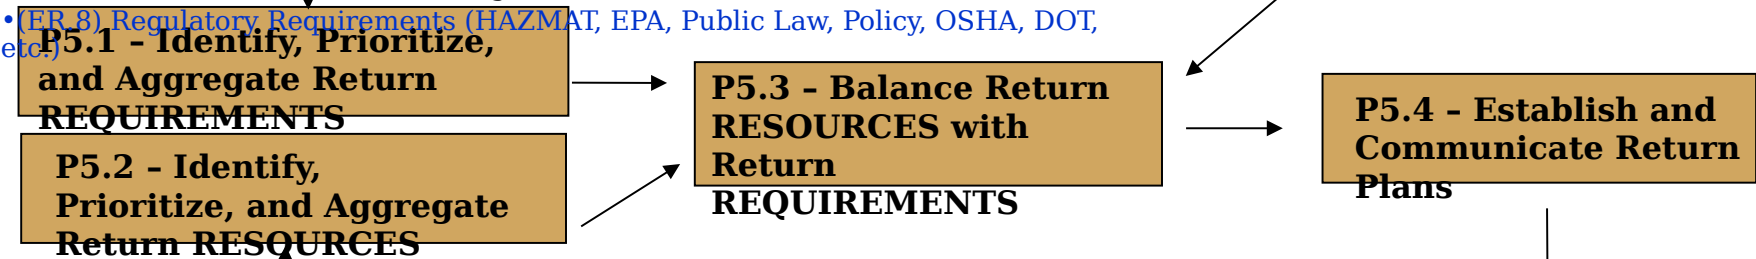 •(ER.8) Regulatory Requirements (HAZMAT, EPA, Public Law, Policy, OSHA, DOT,
etc.)
P5.1 – Identify, Prioritize,
and Aggregate Return
REQUIREMENTS
P5.2 – Identify,
Prioritize, and Aggregate
Return RESOURCES
P5.3 – Balance Return
RESOURCES with
Return
REQUIREMENTS
P5.4 – Establish and
Communicate Return
Plans